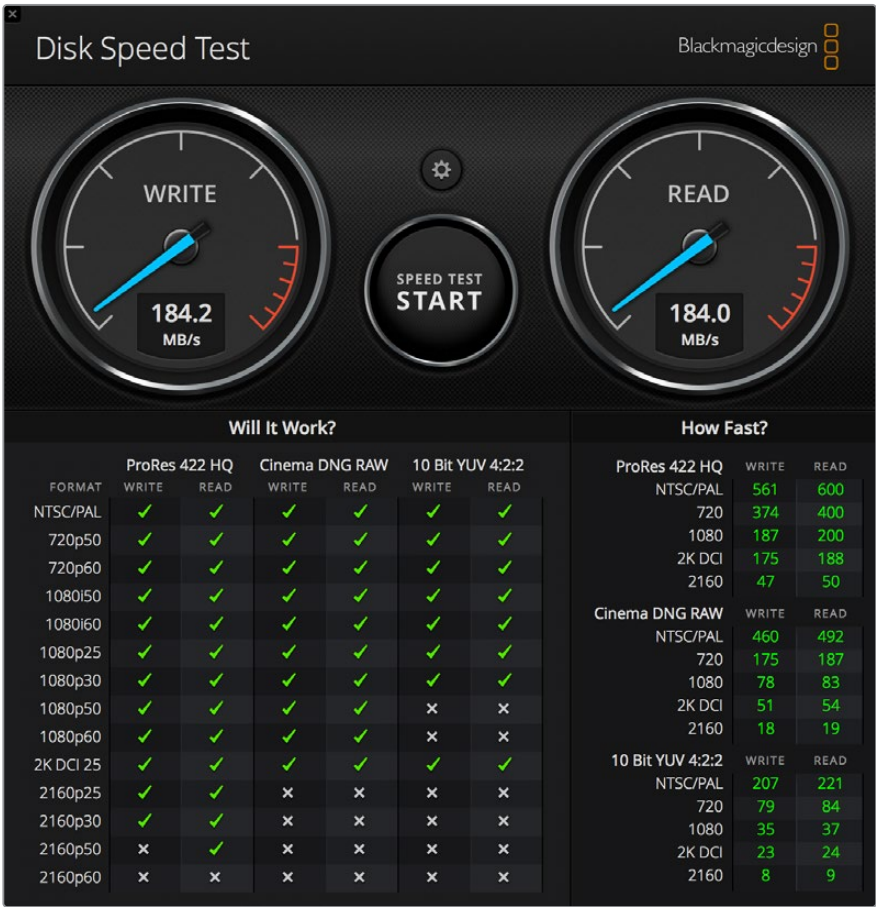 Disk Speed Test
Blackmagicdesign
WRITE
184.2
MB/s
SPEED TEST
START
READ
184.0
MB/s
Will It Work?
ProRes 422 HQ Cinema DNG RAW 10 Bit YUV 4:2:2
FORMAT WRITE READ WRITE READ WRITE READ
NTSC/PAL ✓ ✓ ✓ ✓ ✓ ✓
720p50 ✓ ✓ ✓ ✓ ✓ ✓
720p60 ✓ ✓ ✓ ✓ ✓ ✓
1080i50 ✓ ✓ ✓ ✓ ✓ ✓
1080i60 ✓ ✓ ✓ ✓ ✓ ✓
1080p25 ✓ ✓ ✓ ✓ ✓ ✓
1080p30 ✓ ✓ ✓ ✓ ✓ ✓
1080p50 ✓ ✓ ✓ ✓ × ×
1080p60 ✓ ✓ ✓ ✓ × ×
2K DCI 25 ✓ ✓ ✓ ✓ ✓ ✓
2160p25 ✓ ✓ × × × ×
2160p30 ✓ ✓ × × × ×
2160p50 × ✓ × × × ×
2160p60 × × × × × ×
How Fast?
ProRes 422 HQ WRITE READ
NTSC/PAL 561 600
720 374 400
1080 187 200
2K DCI 175 188
2160 47 50
Cinema DNG RAW WRITE READ
NTSC/PAL 460 492
720 175 187
1080 78 83
2K DCI 51 54
2160 18 19
10 Bit YUV 4:2:2 WRITE READ
NTSC/PAL 207 221
720 79 84
1080 35 37
2K DCI 23 24
2160 8 9